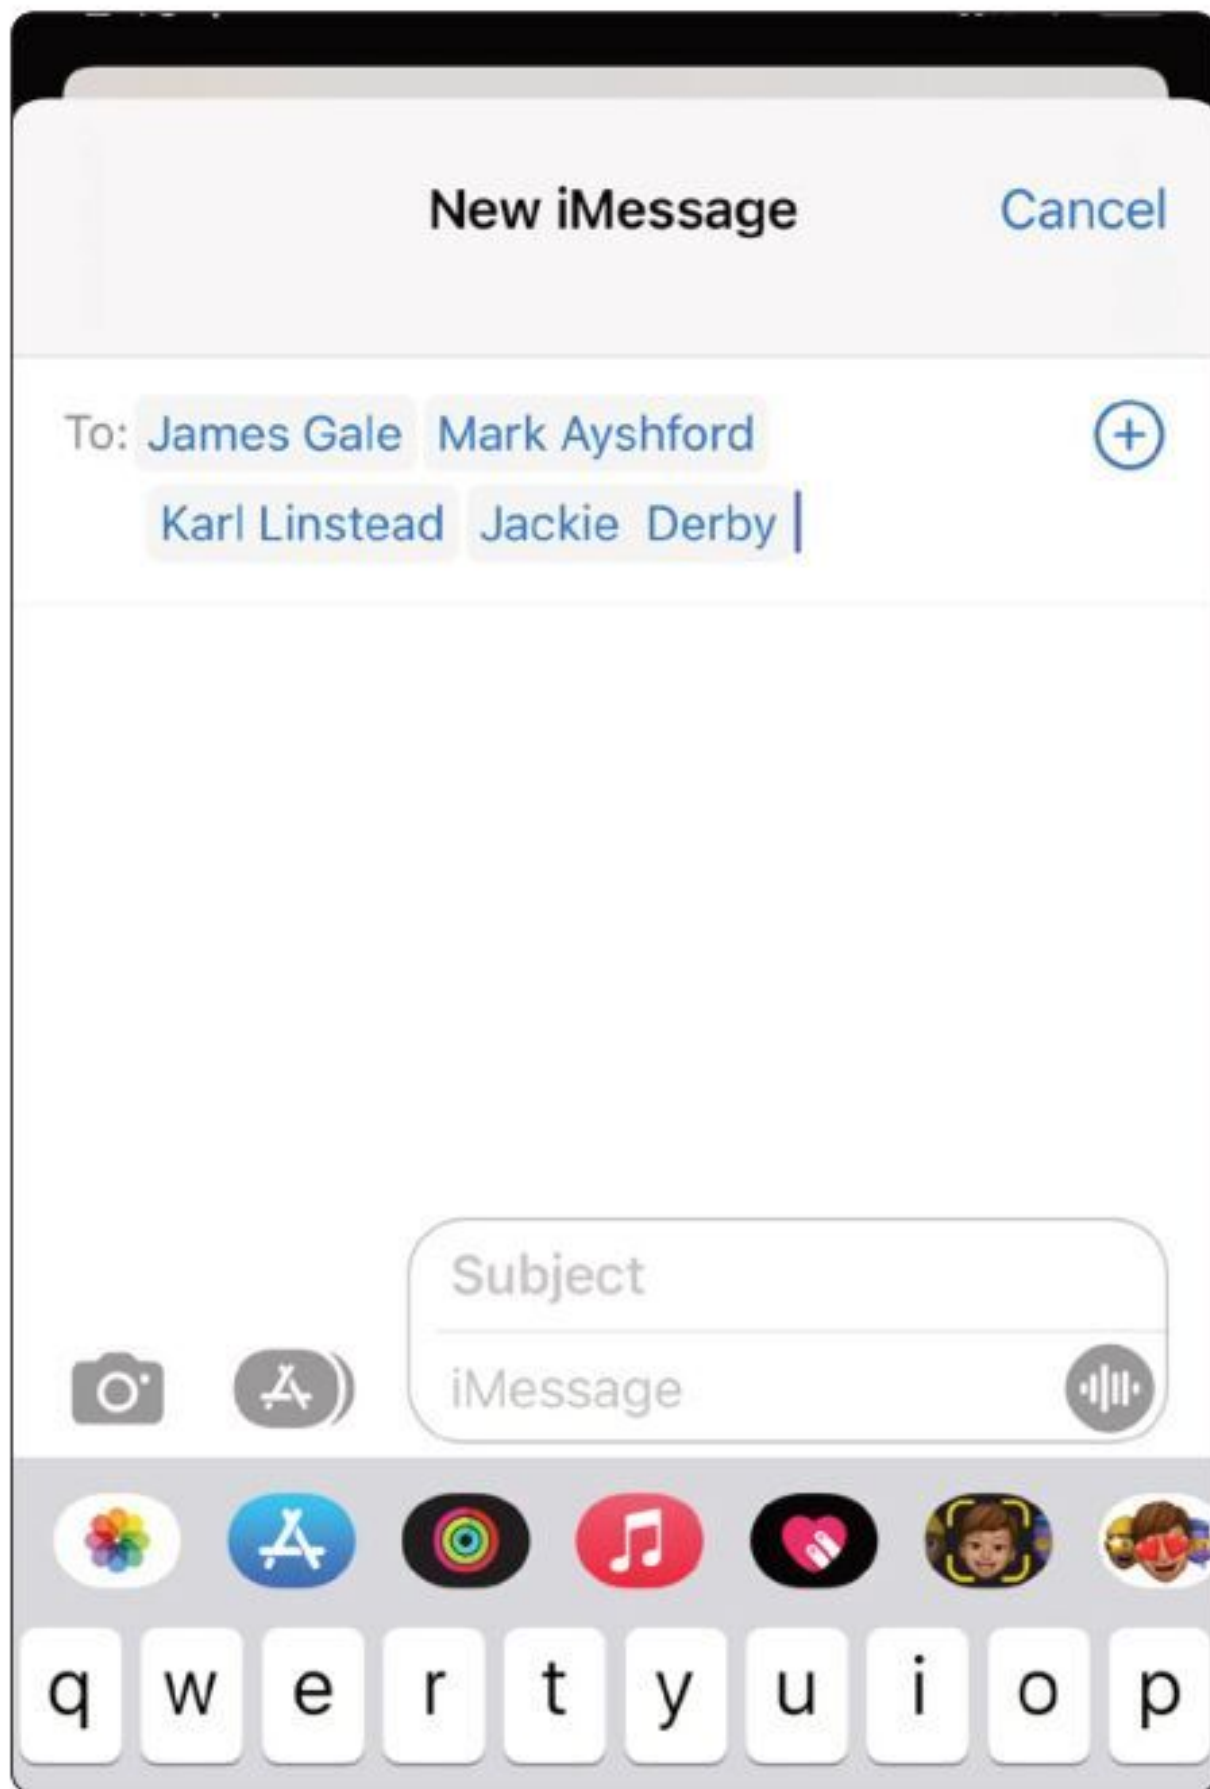 New iMessage Cancel
To: James Gale Mark Ayshford
Karl Linstead Jackie Derby
Subject
iMessage
q w e r t y u i o p